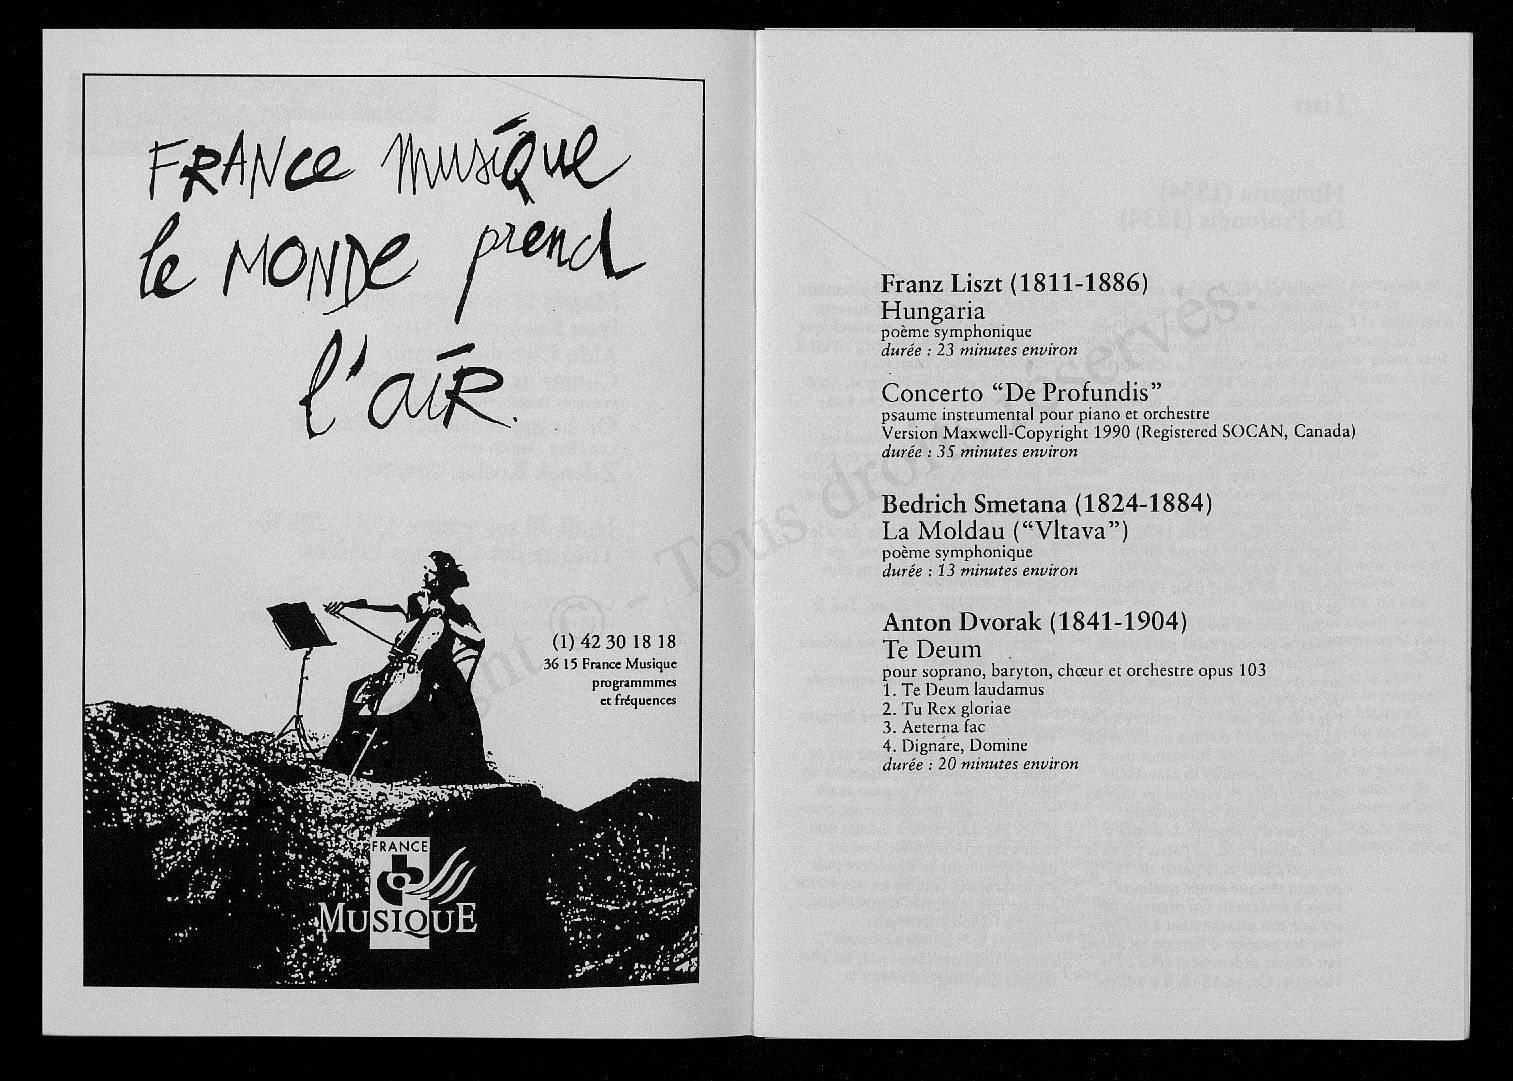 FRANCE musique
le MONDE prend
l'aIR.
(1) 42 30 18 18
36 15 France Musique
programmmes
et fréquences
FRANCE
MUSIQUE
Franz Liszt (1811-1886)
Hungaria
poème symphonique
durée : 23 minutes environ
Concerto “De Profundis”
psaume instrumental pour piano et orchestre
Version Maxwell-Copyright 1990 (Registered SOCAN, Canada)
durée : 35 minutes environ
Bedrich Smetana (1824-1884)
La Moldau (“Vltava”)
poème symphonique
durée : 13 minutes environ
Anton Dvorak (1841-1904)
Te Deum
pour soprano, baryton, chœur et orchestre opus 103
1. Te Deum laudamus
2. Tu Rex gloriae
3. Aeterna fac
4. Dignare, Domine
durée : 20 minutes environ
© - Tous